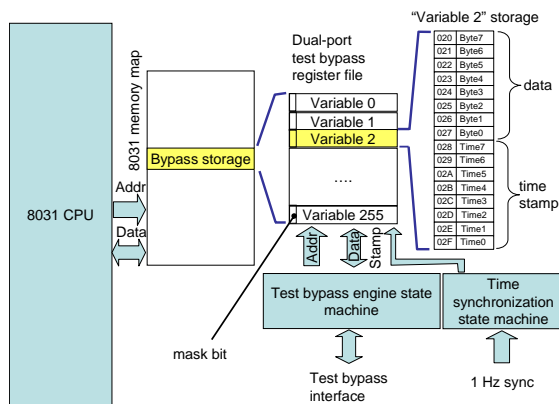 "Variable 2" storage
Dual-port
test bypass
register file
8031 memory map
020 Byte7
021 Byte6
022 Byte5
023 Byte4
024 Byte3
025 Byte2
026 Byte1
027 Byte0
028 Time7
029 Time6
02A Time5
02B Time4
02C Time3
02D Time2
02E Time1
02F Time0
data
time
stamp
Variable 0
Variable 1
Variable 2
....
Variable 255
Bypass storage
8031 CPU
Addr
Data
Addr
Data
Stamp
Test bypass engine state
machine
Time
synchronization
state machine
mask bit
Test bypass
interface
1 Hz sync